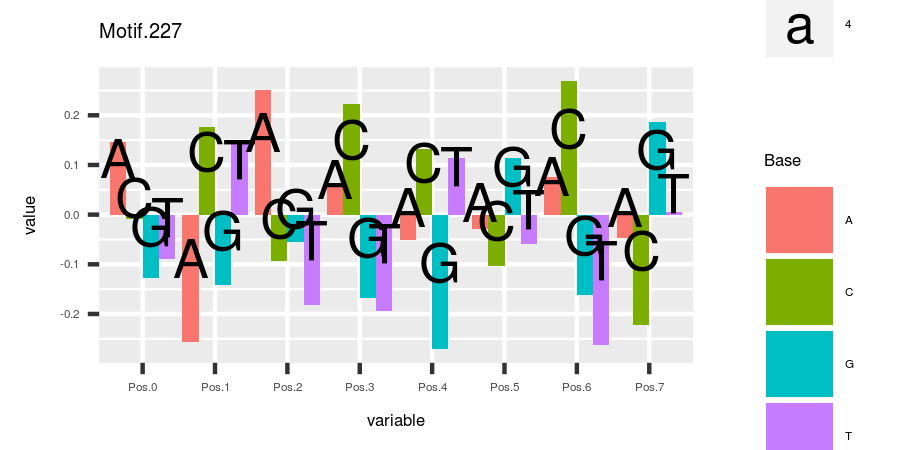 Motif.227
a 4
value
0.2
0.1
0.0
-0.1
-0.2
A C G T A C G T A C G T A C G T A C G T A C G T A C G T A C G T
Pos.0 Pos.1 Pos.2 Pos.3 Pos.4 Pos.5 Pos.6 Pos.7
variable
Base
A
C
G
T